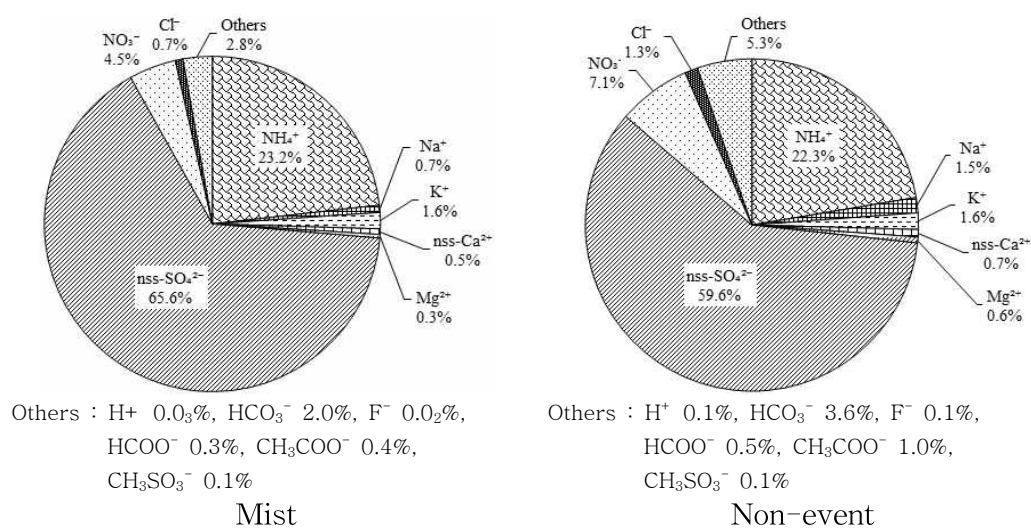 Cl⁻
0.7%
Others
2.8%
NO₃⁻
4.5%
NH₄⁺
23.2%
Na⁺
0.7%
K⁺
1.6%
nss-Ca²⁺
0.5%
Mg²⁺
0.3%
nss-SO₄²⁻
65.6%
Others : H+ 0.0₃%, HCO₃⁻ 2.0%, F⁻ 0.0₂%,
HCOO⁻ 0.3%, CH₃COO⁻ 0.4%,
CH₃SO₃⁻ 0.1%
Mist
Cl⁻
1.3%
Others
5.3%
NO₃⁻
7.1%
NH₄⁺
22.3%
Na⁺
1.5%
K⁺
1.6%
nss-Ca²⁺
0.7%
Mg²⁺
0.6%
nss-SO₄²⁻
59.6%
Others : H⁺ 0.1%, HCO₃⁻ 3.6%, F⁻ 0.1%,
HCOO⁻ 0.5%, CH₃COO⁻ 1.0%,
CH₃SO₃⁻ 0.1%
Non-event